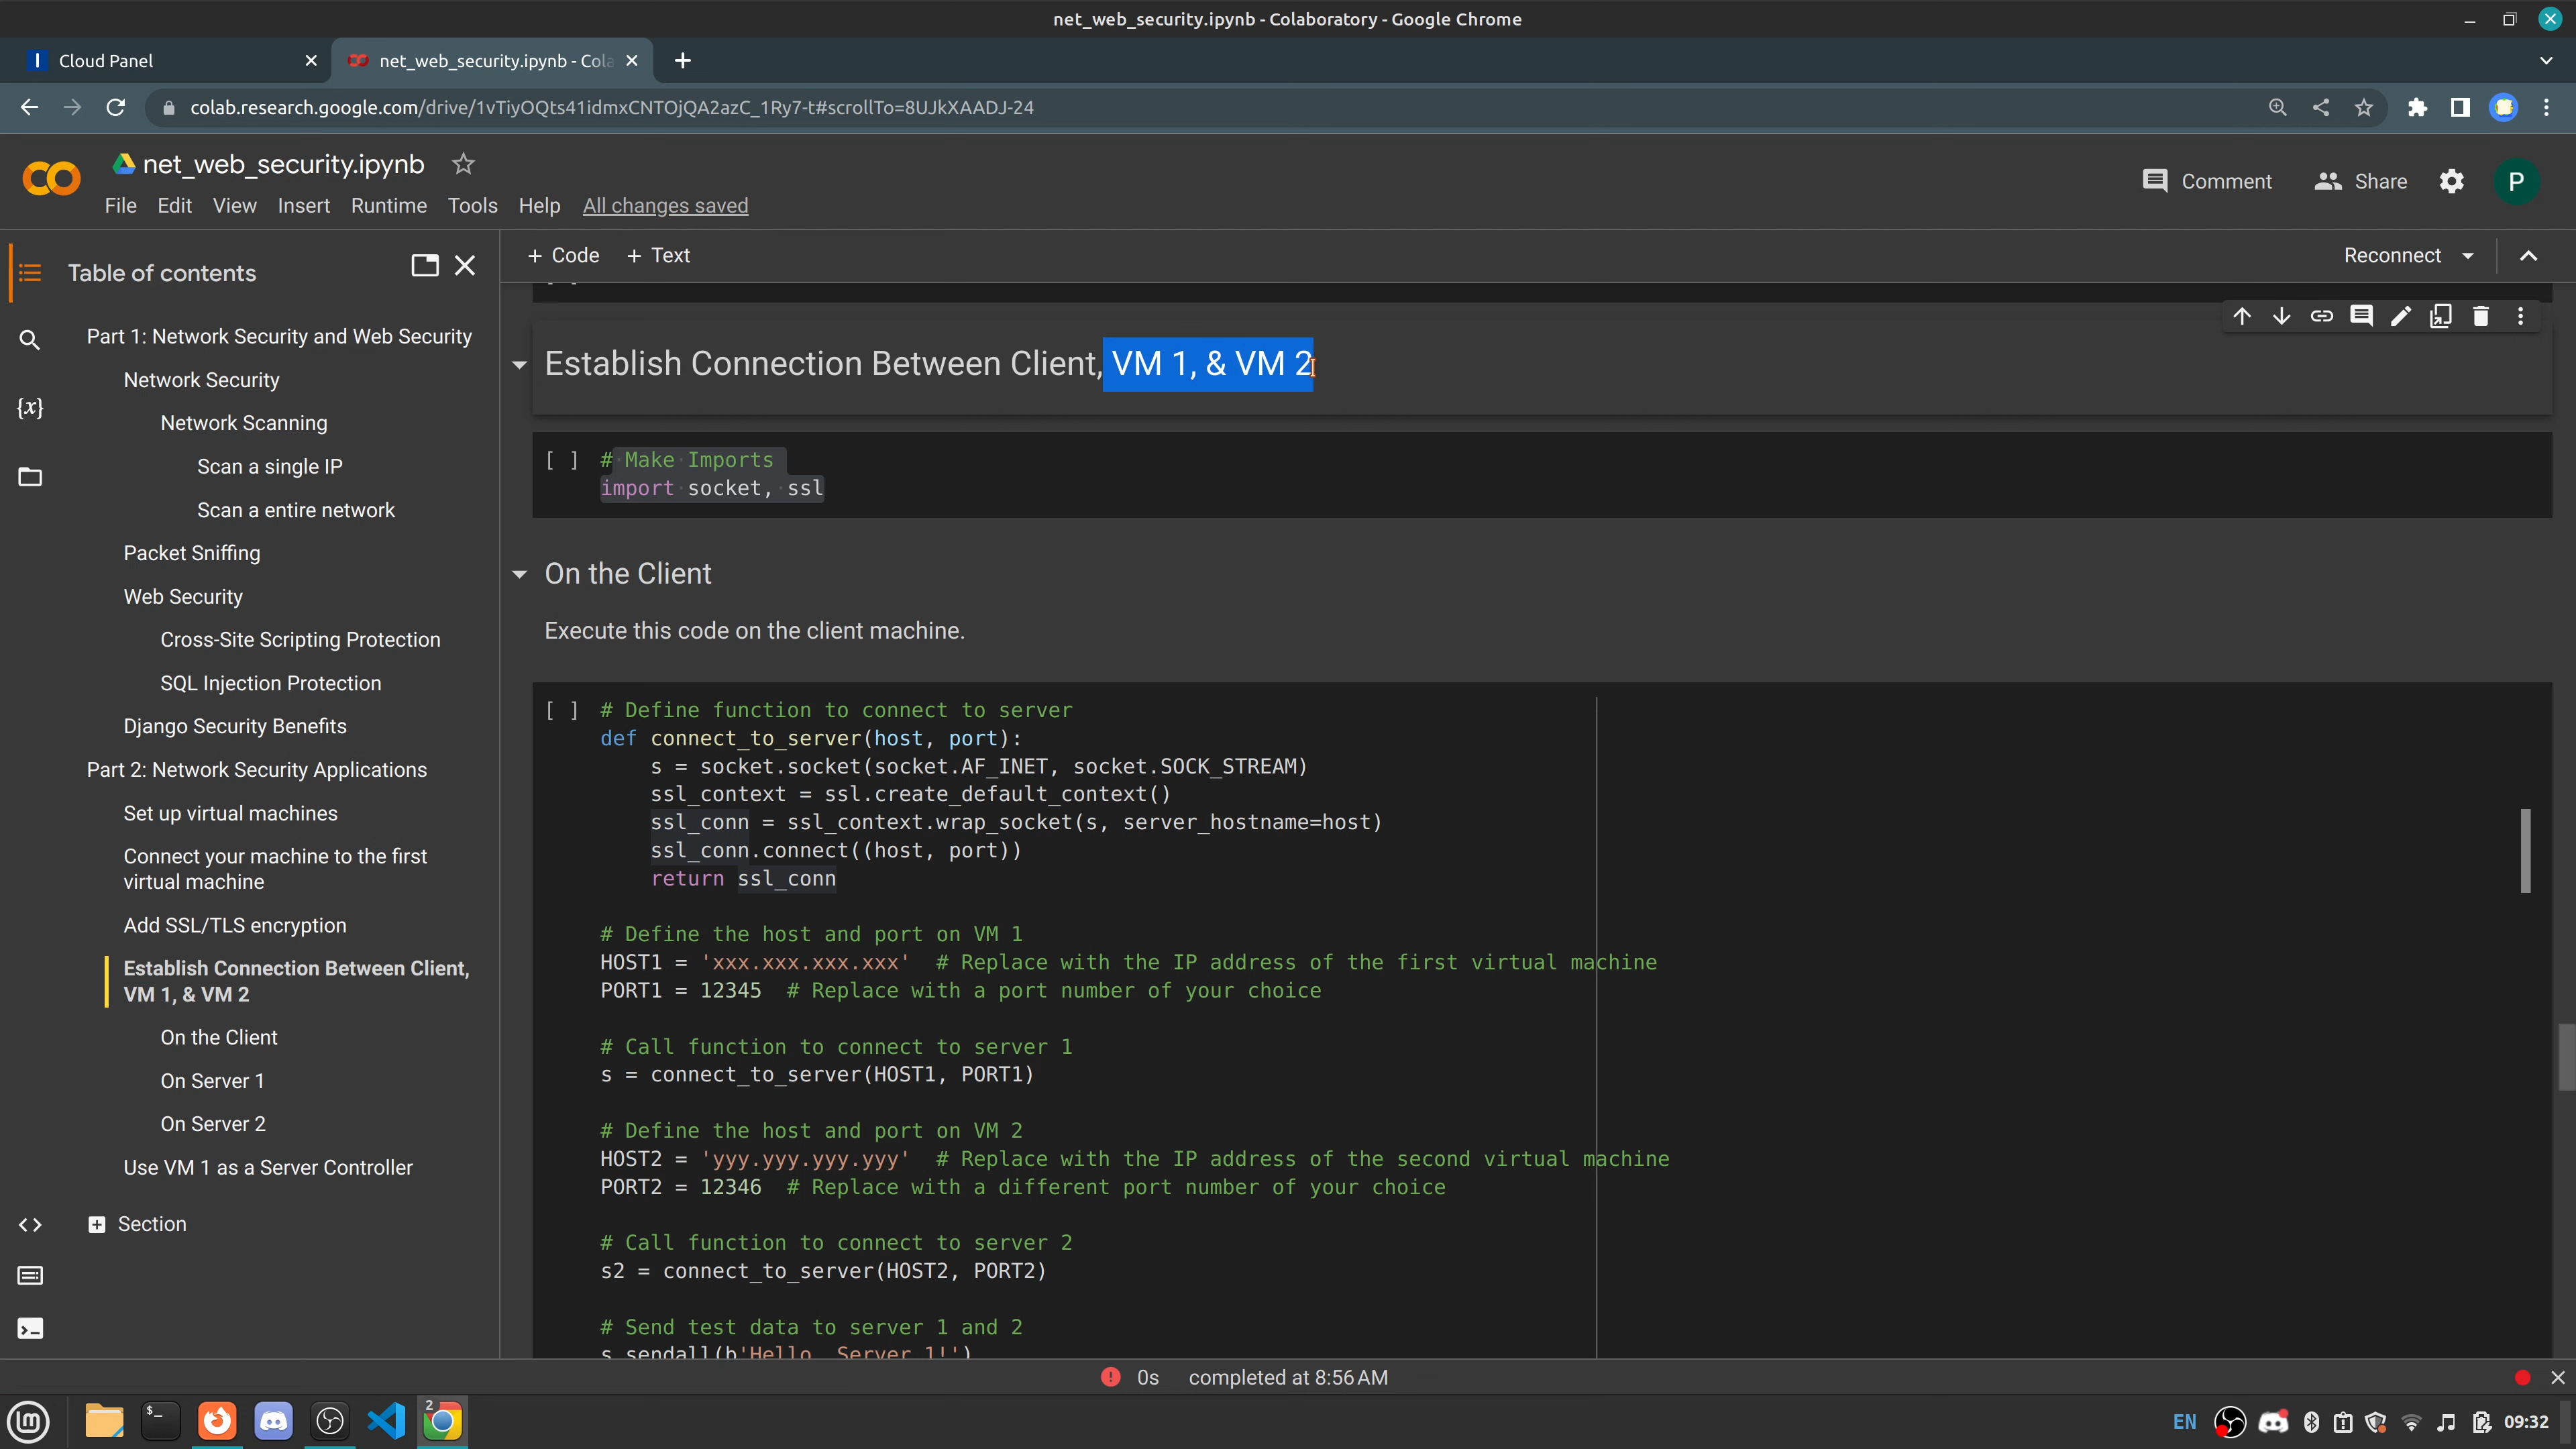 net_web_security.ipynb - Colaboratory - Google Chrome
Cloud Panel
net_web_security.ipynb - Cola
colab.research.google.com/drive/1vTiyOQts41idmxCNTOjQA2azC_1Ry7-t#scrollTo=8UJkXAADJ-24
net_web_security.ipynb
Comment
Share
P
File Edit View Insert Runtime Tools Help All changes saved
Table of contents
+ Code + Text
Reconnect
Part 1: Network Security and Web Security
Network Security
Network Scanning
Scan a single IP
Scan a entire network
Packet Sniffing
Web Security
Cross-Site Scripting Protection
SQL Injection Protection
Django Security Benefits
Part 2: Network Security Applications
Set up virtual machines
Connect your machine to the first
virtual machine
Add SSL/TLS encryption
Establish Connection Between Client,
VM 1, & VM 2
On the Client
On Server 1
On Server 2
Use VM 1 as a Server Controller
Section
{x}
Establish Connection Between Client, VM 1, & VM 2
[ ] # Make Imports
import socket, ssl
On the Client
Execute this code on the client machine.
[ ] # Define function to connect to server
def connect_to_server(host, port):
s = socket.socket(socket.AF_INET, socket.SOCK_STREAM)
ssl_context = ssl.create_default_context()
ssl_conn = ssl_context.wrap_socket(s, server_hostname=host)
ssl_conn.connect((host, port))
return ssl_conn
# Define the host and port on VM 1
HOST1 = 'xxx.xxx.xxx.xxx' # Replace with the IP address of the first virtual machine
PORT1 = 12345 # Replace with a port number of your choice
# Call function to connect to server 1
s = connect_to_server(HOST1, PORT1)
# Define the host and port on VM 2
HOST2 = 'yyy.yyy.yyy.yyy' # Replace with the IP address of the second virtual machine
PORT2 = 12346 # Replace with a different port number of your choice
# Call function to connect to server 2
s2 = connect_to_server(HOST2, PORT2)
# Send test data to server 1 and 2
s.sendall(b'Hello, Server 1!')
0s completed at 8:56 AM
2
EN
09:32